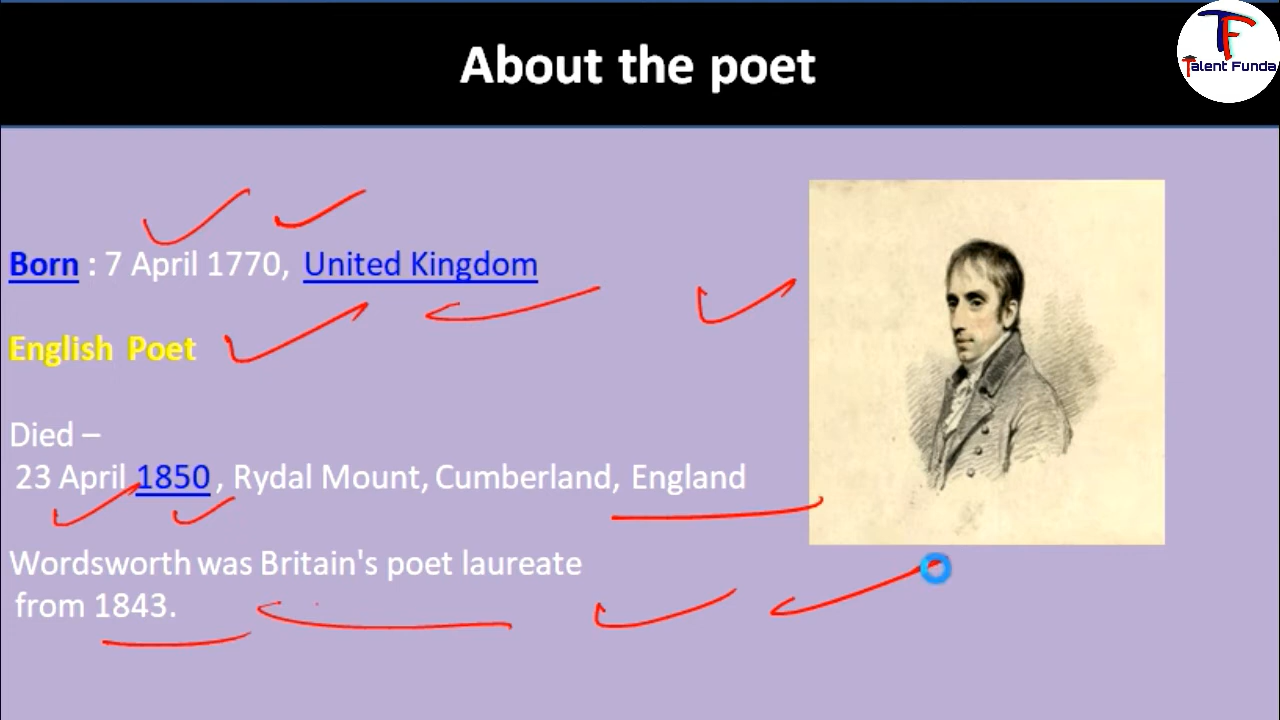 About the poet
TF
Talent Funda
Born : 7 April 1770, United Kingdom
English Poet
Died –
23 April 1850 , Rydal Mount, Cumberland, England
Wordsworth was Britain's poet laureate
from 1843.